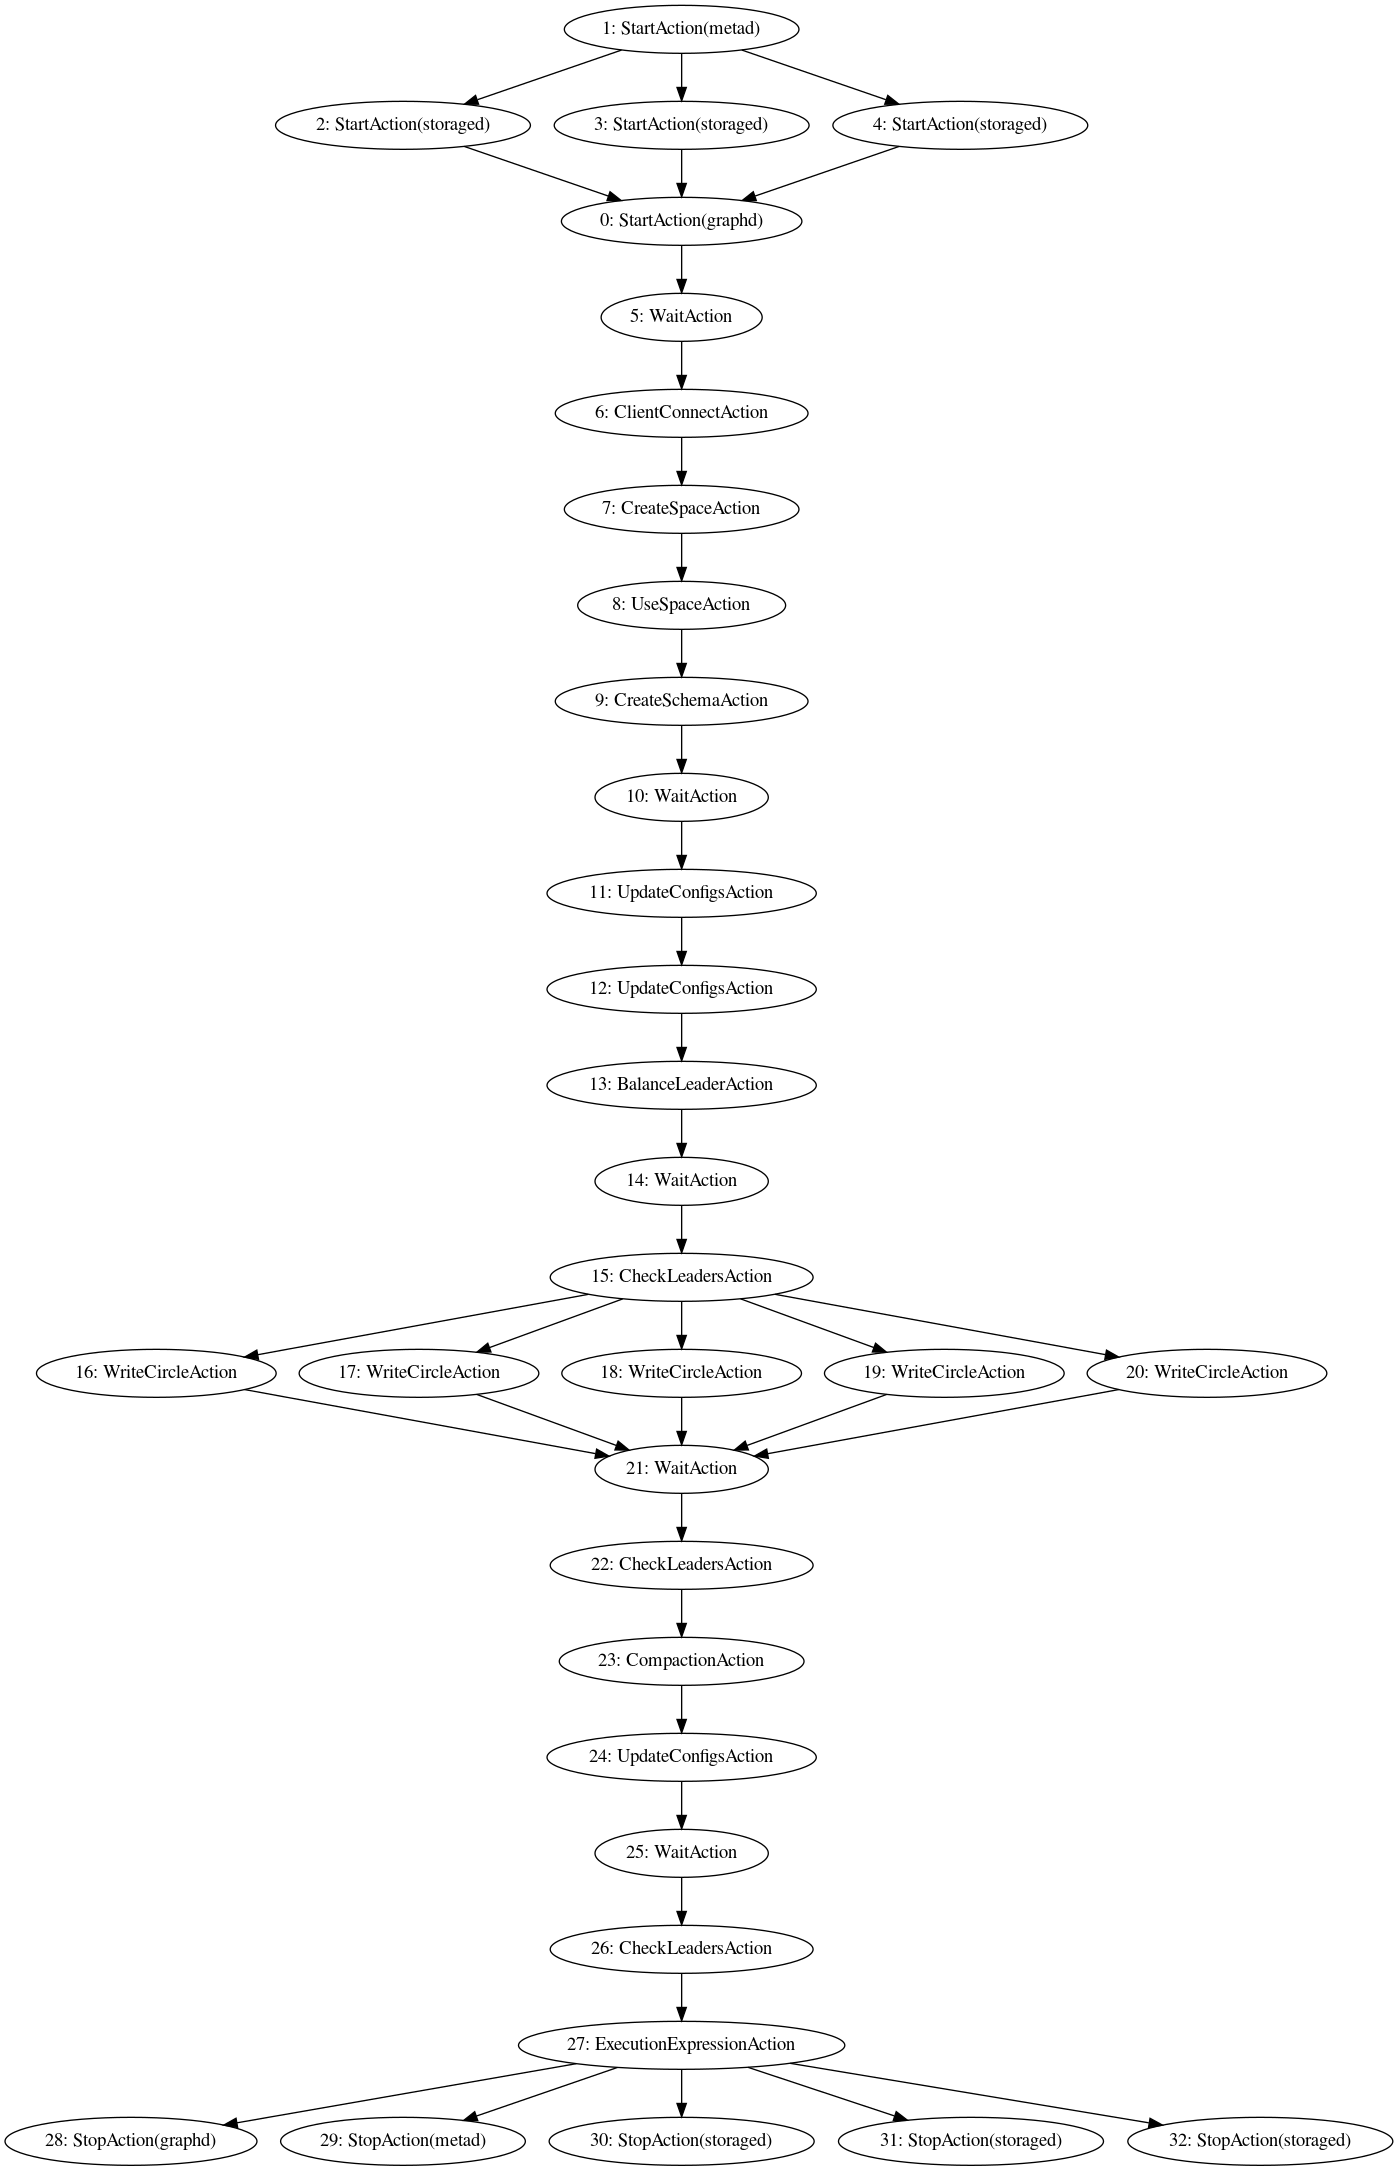 1: StartAction(metad)
2: StartAction(storaged)
3: StartAction(storaged)
4: StartAction(storaged)
0: StartAction(graphd)
5: WaitAction
6: ClientConnectAction
7: CreateSpaceAction
8: UseSpaceAction
9: CreateSchemaAction
10: WaitAction
11: UpdateConfigsAction
12: UpdateConfigsAction
13: BalanceLeaderAction
14: WaitAction
15: CheckLeadersAction
16: WriteCircleAction
17: WriteCircleAction
18: WriteCircleAction
19: WriteCircleAction
20: WriteCircleAction
21: WaitAction
22: CheckLeadersAction
23: CompactionAction
24: UpdateConfigsAction
25: WaitAction
26: CheckLeadersAction
27: ExecutionExpressionAction
28: StopAction(graphd)
29: StopAction(metad)
30: StopAction(storaged)
31: StopAction(storaged)
32: StopAction(storaged)